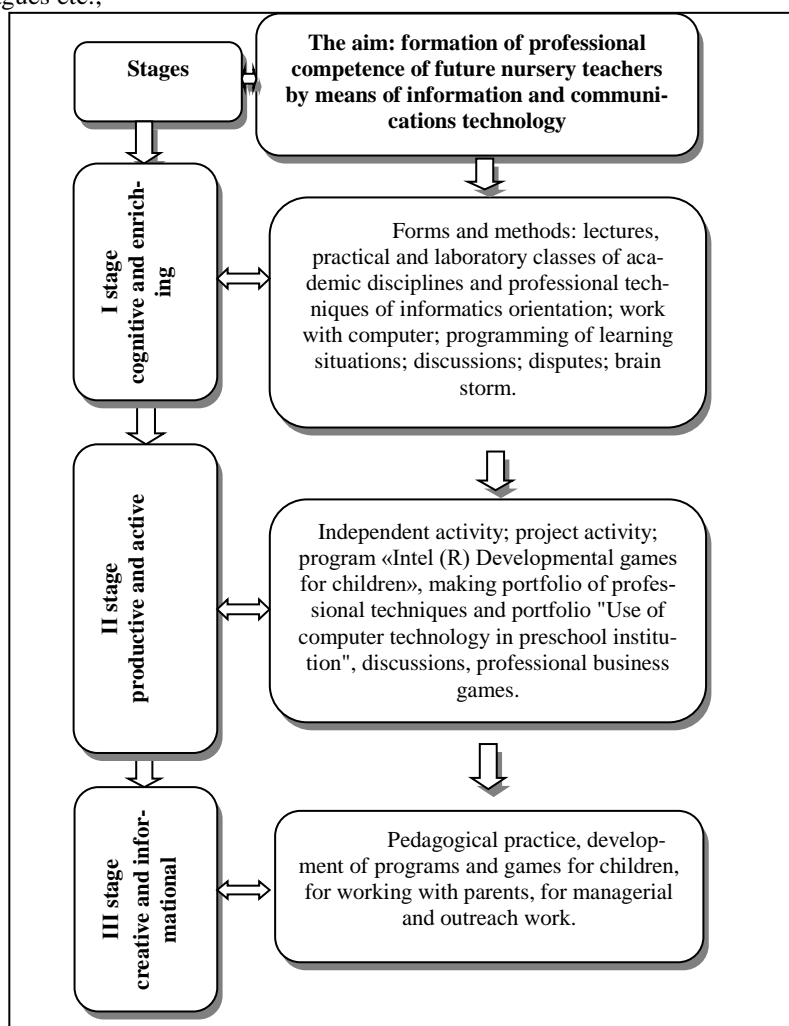 Stages
The aim: formation of professional
competence of future nursery teachers
by means of information and communi-
cations technology
I stage
cognitive and enrich-
ing
Forms and methods: lectures,
practical and laboratory classes of aca-
demic disciplines and professional tech-
niques of informatics orientation; work
with computer; programming of learning
situations; discussions; disputes; brain
storm.
II stage
productive and active
Independent activity; project activity;
program «Intel (R) Developmental games
for children», making portfolio of profes-
sional techniques and portfolio "Use of
computer technology in preschool institu-
tion", discussions, professional business
games.
III stage
creative and infor-
mational
Pedagogical practice, develop-
ment of programs and games for children,
for working with parents, for managerial
and outreach work.